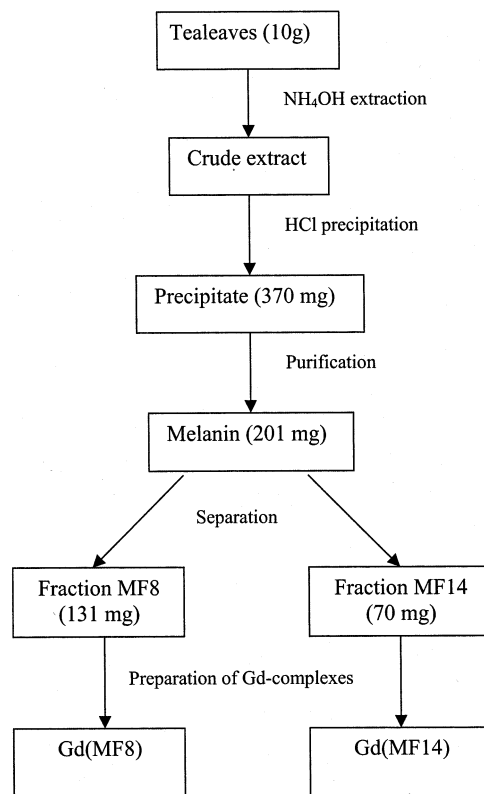 Tealeaves (10g)
NH₄OH extraction
Crude extract
HCl precipitation
Precipitate (370 mg)
Purification
Melanin (201 mg)
Separation
Fraction MF8
(131 mg)
Fraction MF14
(70 mg)
Preparation of Gd-complexes
Gd(MF8)
Gd(MF14)